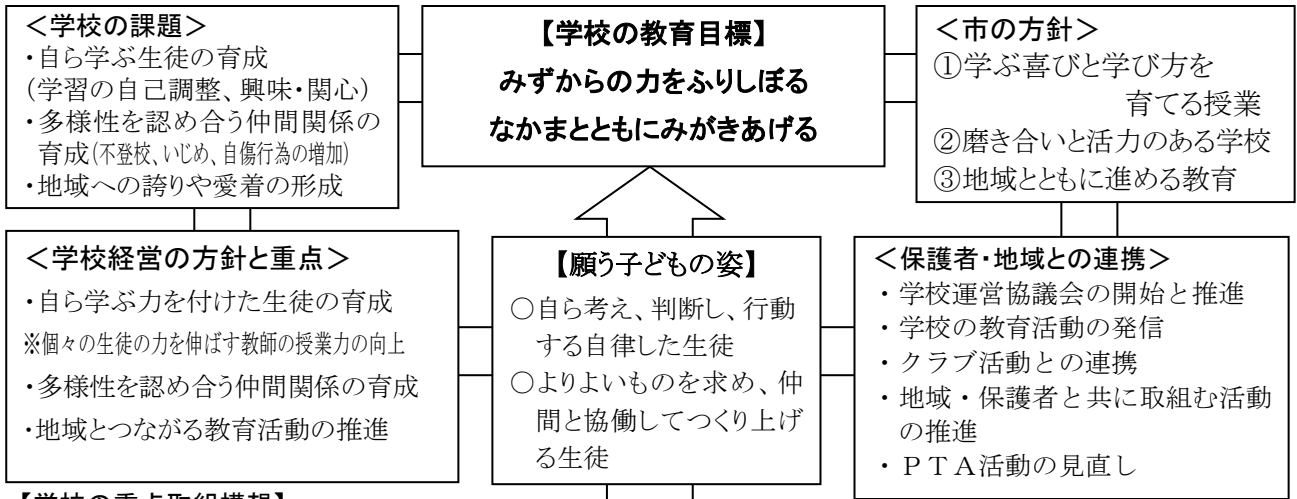 ＜学校の課題＞
・自ら学ぶ生徒の育成
(学習の自己調整、興味・関心)
・多様性を認め合う仲間関係の
育成(不登校、いじめ、自傷行為の増加)
・地域への誇りや愛着の形成
【学校の教育目標】
みずからの力をふりしぼる
なかまとともにみがきあげる
＜市の方針＞
①学ぶ喜びと学び方を
育てる授業
②磨き合いと活力のある学校
③地域とともに進める教育
＜学校経営の方針と重点＞
・自ら学ぶ力を付けた生徒の育成
※個々の生徒の力を伸ばす教師の授業力の向上
・多様性を認め合う仲間関係の育成
・地域とつながる教育活動の推進
【願う子どもの姿】
○自ら考え、判断し、行動
する自律した生徒
○よりよいものを求め、仲
間と協働してつくり上げ
る生徒
＜保護者・地域との連携＞
・学校運営協議会の開始と推進
・学校の教育活動の発信
・クラブ活動との連携
・地域・保護者と共に取組む活動
の推進
・ＰＴＡ活動の見直し